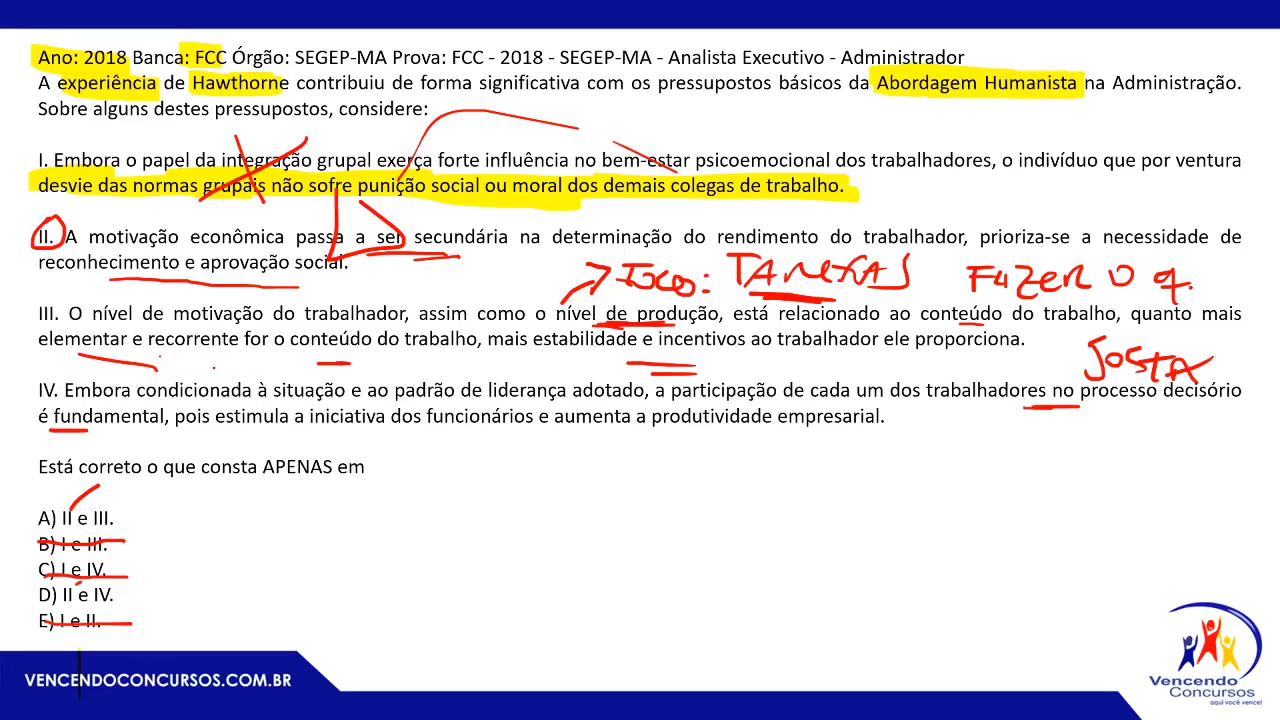 Ano: 2018 Banca: FCC Órgão: SEGEP-MA Prova: FCC - 2018 - SEGEP-MA - Analista Executivo - Administrador
A experiência de Hawthorne contribuiu de forma significativa com os pressupostos básicos da Abordagem Humanista na Administração.
Sobre alguns destes pressupostos, considere:
I. Embora o papel da integração grupal exerça forte influência no bem-estar psicoemocional dos trabalhadores, o indivíduo que por ventura
desvie das normas grupais não sofre punição social ou moral dos demais colegas de trabalho.
II. A motivação econômica passa a ser secundária na determinação do rendimento do trabalhador, prioriza-se a necessidade de
reconhecimento e aprovação social.
FOCO: TAREFAS FAZER O q.
III. O nível de motivação do trabalhador, assim como o nível de produção, está relacionado ao conteúdo do trabalho, quanto mais
elementar e recorrente for o conteúdo do trabalho, mais estabilidade e incentivos ao trabalhador ele proporciona.
GOSTA
IV. Embora condicionada à situação e ao padrão de liderança adotado, a participação de cada um dos trabalhadores no processo decisório
é fundamental, pois estimula a iniciativa dos funcionários e aumenta a produtividade empresarial.
Está correto o que consta APENAS em
A) II e III.
B) I e III.
C) I e IV.
D) II e IV.
E) I e II.
VENCENDOCONCURSOS.COM.BR
Vencendo
Concursos
aqui você vence!